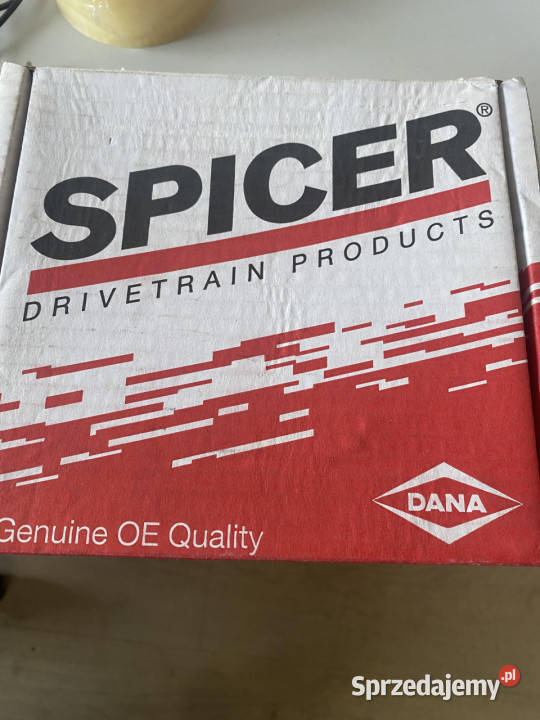 SPICER®
DRIVETRAIN PRODUCTS
DANA
Genuine OE Quality
Sprzedajemy.pl